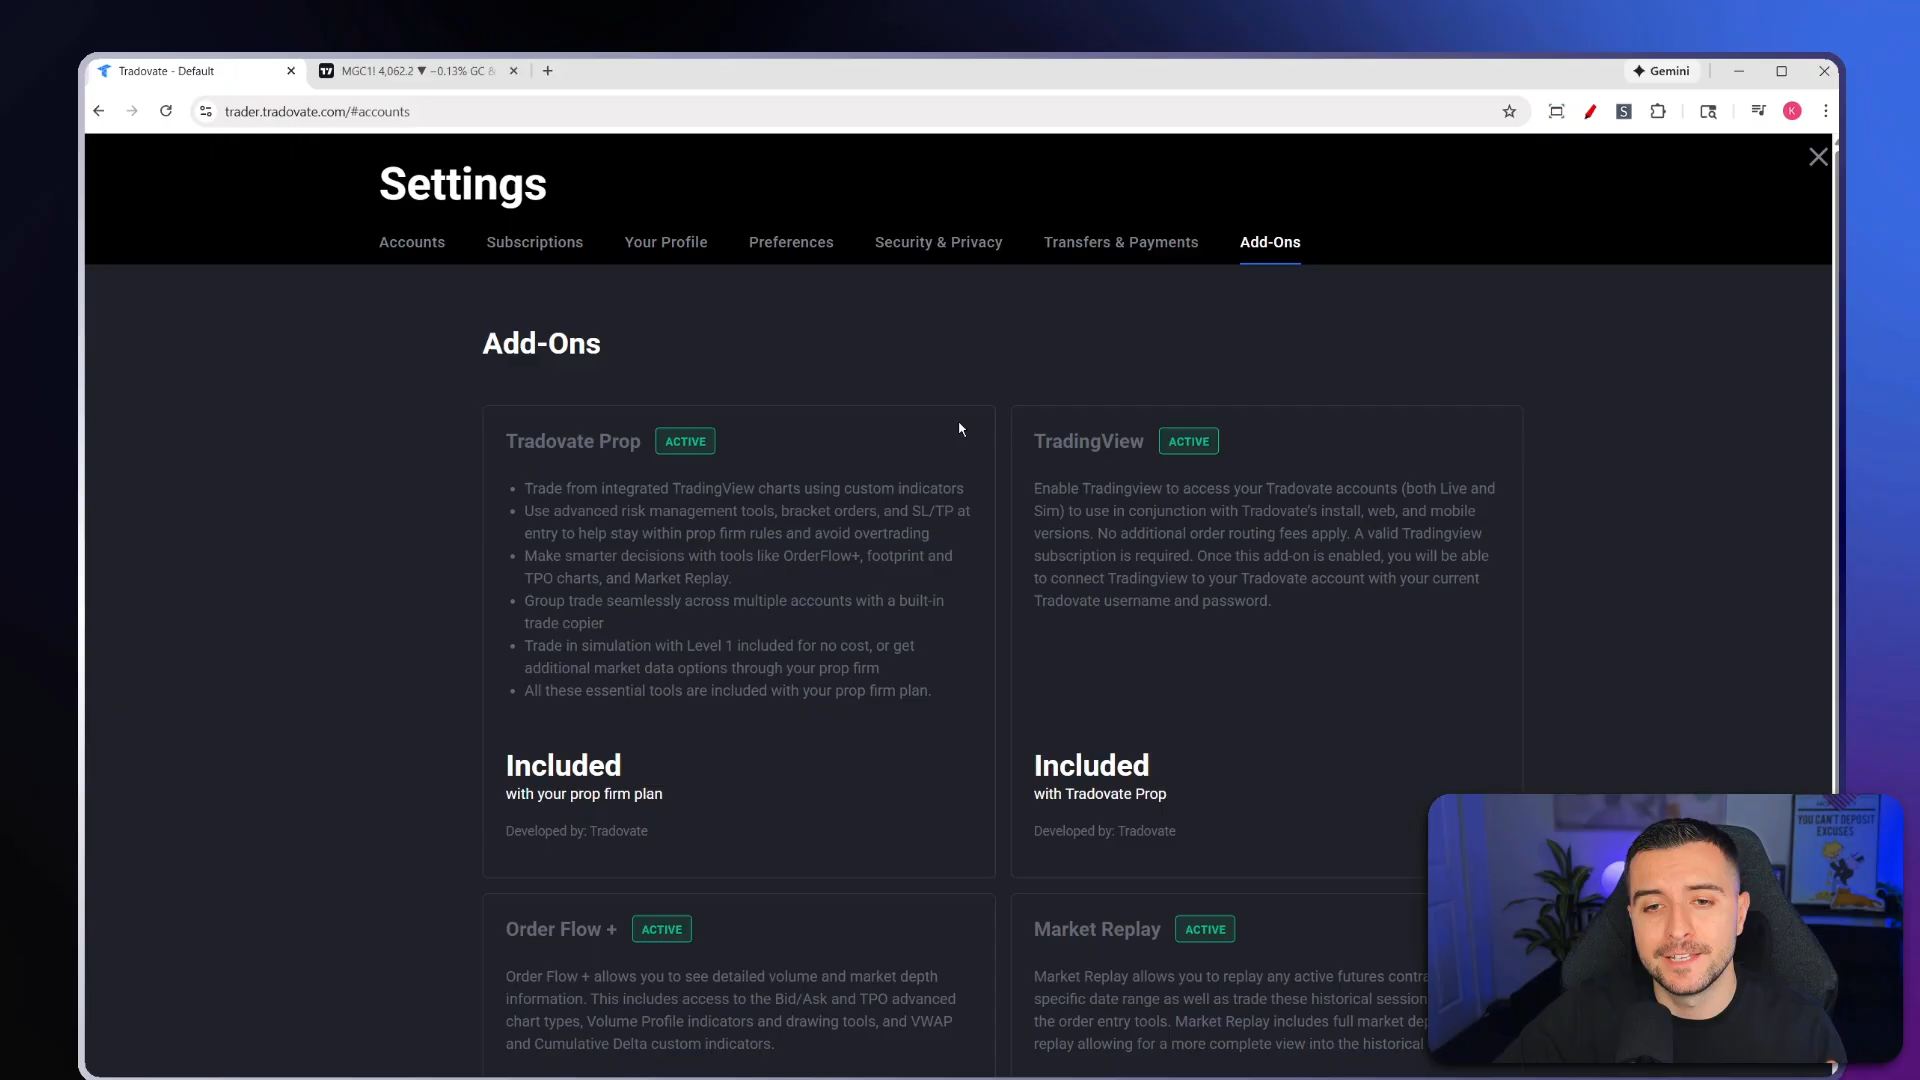 Tradovate - Default
MGC1! 4,062.2 ▼ −0.13% GC &
Gemini
trader.tradovate.com/#accounts
S
K
Settings
Accounts
Subscriptions
Your Profile
Preferences
Security & Privacy
Transfers & Payments
Add-Ons
Add-Ons
Tradovate Prop
ACTIVE
• Trade from integrated TradingView charts using custom indicators
• Use advanced risk management tools, bracket orders, and SL/TP at
entry to help stay within prop firm rules and avoid overtrading
• Make smarter decisions with tools like OrderFlow+, footprint and
TPO charts, and Market Replay.
• Group trade seamlessly across multiple accounts with a built-in
trade copier
• Trade in simulation with Level 1 included for no cost, or get
additional market data options through your prop firm
• All these essential tools are included with your prop firm plan.
Included
with your prop firm plan
Developed by: Tradovate
TradingView
ACTIVE
Enable Tradingview to access your Tradovate accounts (both Live and
Sim) to use in conjunction with Tradovate's install, web, and mobile
versions. No additional order routing fees apply. A valid Tradingview
subscription is required. Once this add-on is enabled, you will be able
to connect Tradingview to your Tradovate account with your current
Tradovate username and password.
Included
with Tradovate Prop
Developed by: Tradovate
Order Flow +
ACTIVE
Order Flow + allows you to see detailed volume and market depth
information. This includes access to the Bid/Ask and TPO advanced
chart types, Volume Profile indicators and drawing tools, and VWAP
and Cumulative Delta custom indicators.
Market Replay
ACTIVE
Market Replay allows you to replay any active futures contra
specific date range as well as trade these historical session
the order entry tools. Market Replay includes full market dep
replay allowing for a more complete view into the historical
YOU CAN'T DEPOSIT
EXCUSES